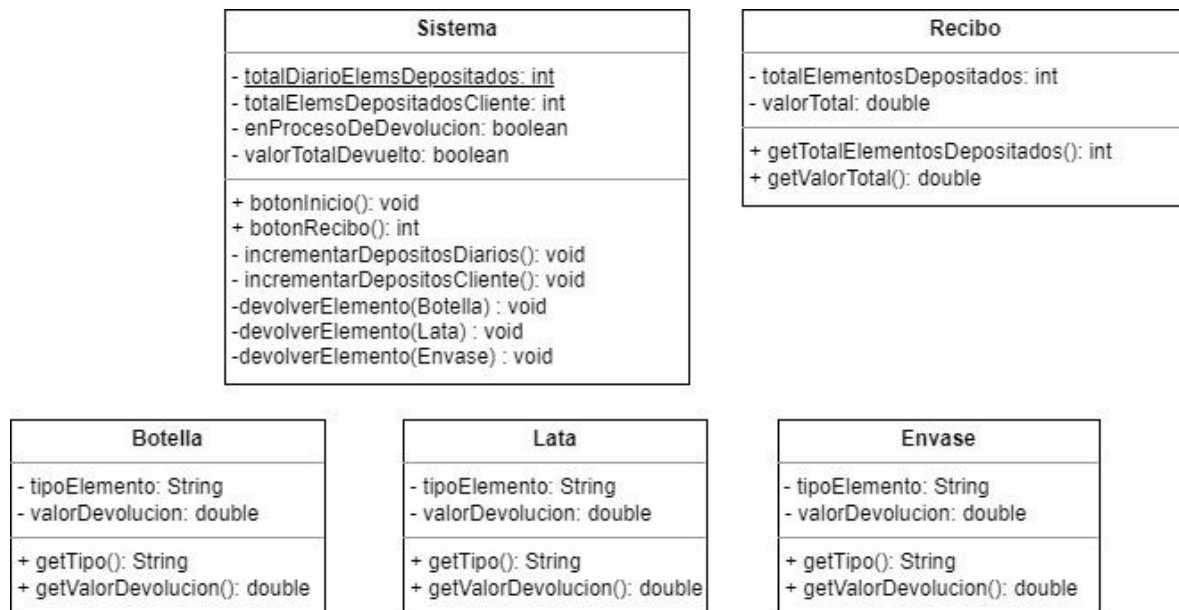 Sistema
- totalDiarioElemsDepositados: int
- totalElemsDepositadosCliente: int
- enProcesoDeDevolucion: boolean
- valorTotalDevuelto: boolean
+ botonInicio(): void
+ botonRecibo(): int
- incrementarDepositosDiarios(): void
- incrementarDepositosCliente(): void
-devolverElemento(Botella) : void
-devolverElemento(Lata) : void
-devolverElemento(Envase) : void
Recibo
- totalElementosDepositados: int
- valorTotal: double
+ getTotalElementosDepositados(): int
+ getValorTotal(): double
Botella
- tipoElemento: String
- valorDevolucion: double
+ getTipo(): String
+ getValorDevolucion(): double
Lata
- tipoElemento: String
- valorDevolucion: double
+ getTipo(): String
+ getValorDevolucion(): double
Envase
- tipoElemento: String
- valorDevolucion: double
+ getTipo(): String
+ getValorDevolucion(): double